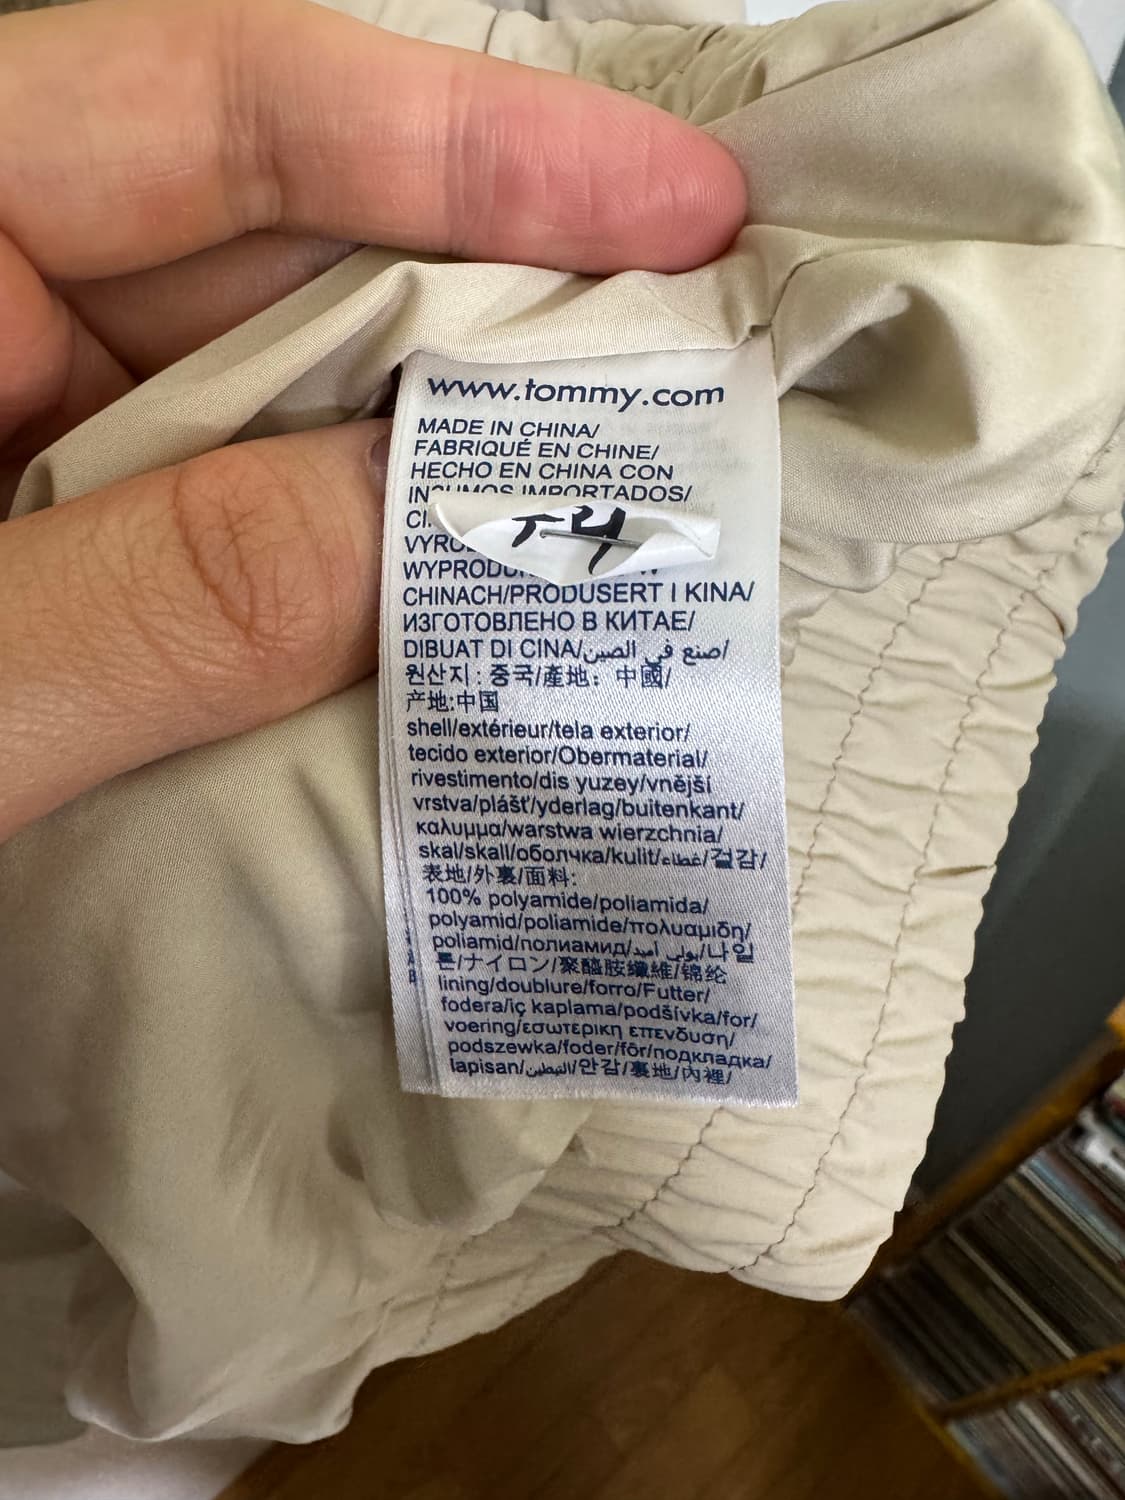 www.tommy.com
MADE IN CHINA/
FABRIQUÉ EN CHINE/
HECHO EN CHINA CON
IMPORTADOS/
CHINACH/PRODUSERT I KINA/
ИЗГОТОВЛЕНО В КИТАЕ/
DIBUAT DI CINA/صنع في الصين/
원산지: 중국/產地: 中國/
产地:中国
shell/extérieur/tela exterior/
tecido exterior/Obermaterial/
rivestimento/dis yuzey/vnější
vrstva/plášť/yderlag/buitenkant/
καλυμμα/warstwa wierzchnia/
skal/skall/оболчка/kulit/غطاء/겉감/
表地/外裏/面料:
100% polyamide/poliamida/
polyamid/poliamide/πολυαμιδη/
poliamid/полиамид/بولي أميد/나일
론/ナイロン/聚醯胺纖維/锦纶
lining/doublure/forro/Futter/
fodera/iç kaplama/podšívka/for/
voering/εσωτερικη επενδυση/
podszewka/foder/fôr/подкладка/
lapisan/التبطين/안감/裏地/內裡/